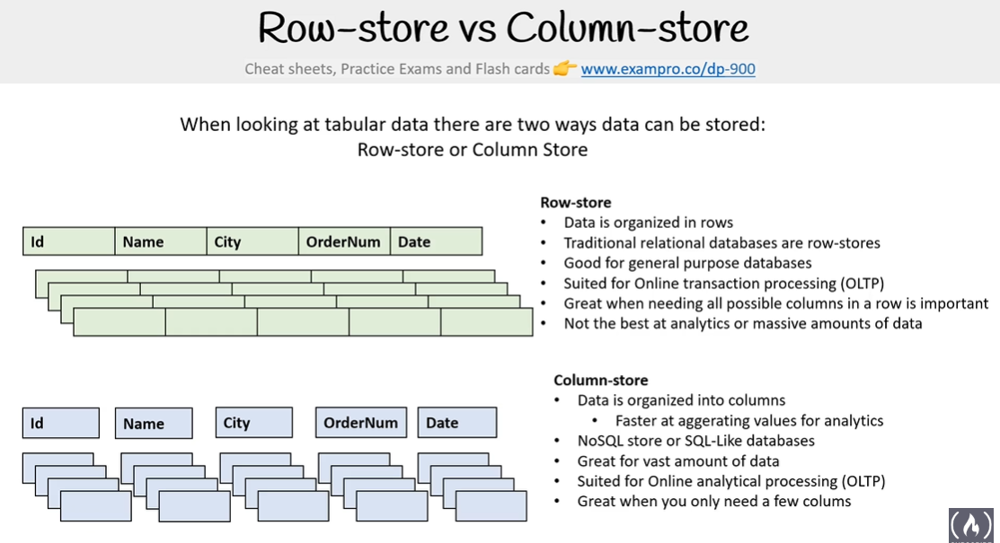 Row-store vs Column-store
Cheat sheets, Practice Exams and Flash cards 👉 www.exampro.co/dp-900
When looking at tabular data there are two ways data can be stored:
Row-store or Column Store
Id Name City OrderNum Date
Row-store
• Data is organized in rows
• Traditional relational databases are row-stores
• Good for general purpose databases
• Suited for Online transaction processing (OLTP)
• Great when needing all possible columns in a row is important
• Not the best at analytics or massive amounts of data
Id Name City OrderNum Date
Column-store
• Data is organized into columns
• Faster at aggerating values for analytics
• NoSQL store or SQL-Like databases
• Great for vast amount of data
• Suited for Online analytical processing (OLTP)
• Great when you only need a few colums